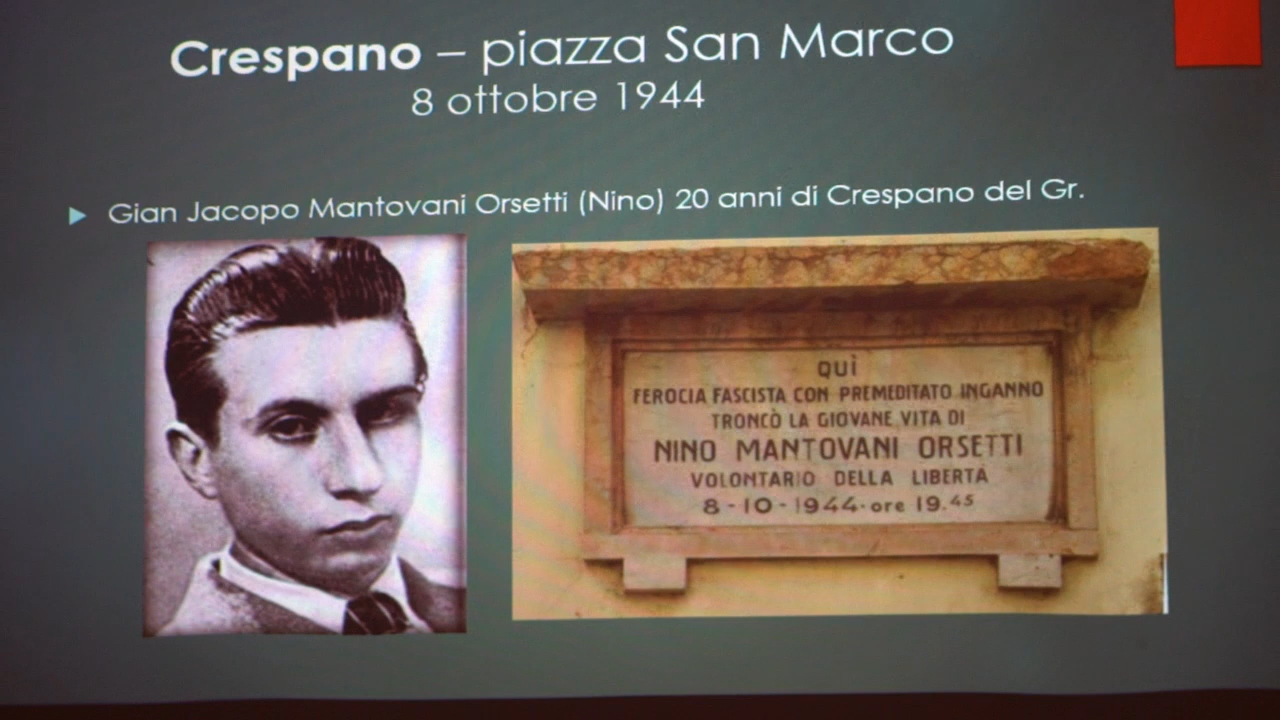 Crespano – piazza San Marco
8 ottobre 1944
Gian Jacopo Mantovani Orsetti (Nino) 20 anni di Crespano del Gr.
QUÌ
FEROCIA FASCISTA CON PREMEDITATO INGANNO
TRONCÒ LA GIOVANE VITA DI
NINO MANTOVANI ORSETTI
VOLONTARIO DELLA LIBERTÀ
8-10-1944-ore 19.45